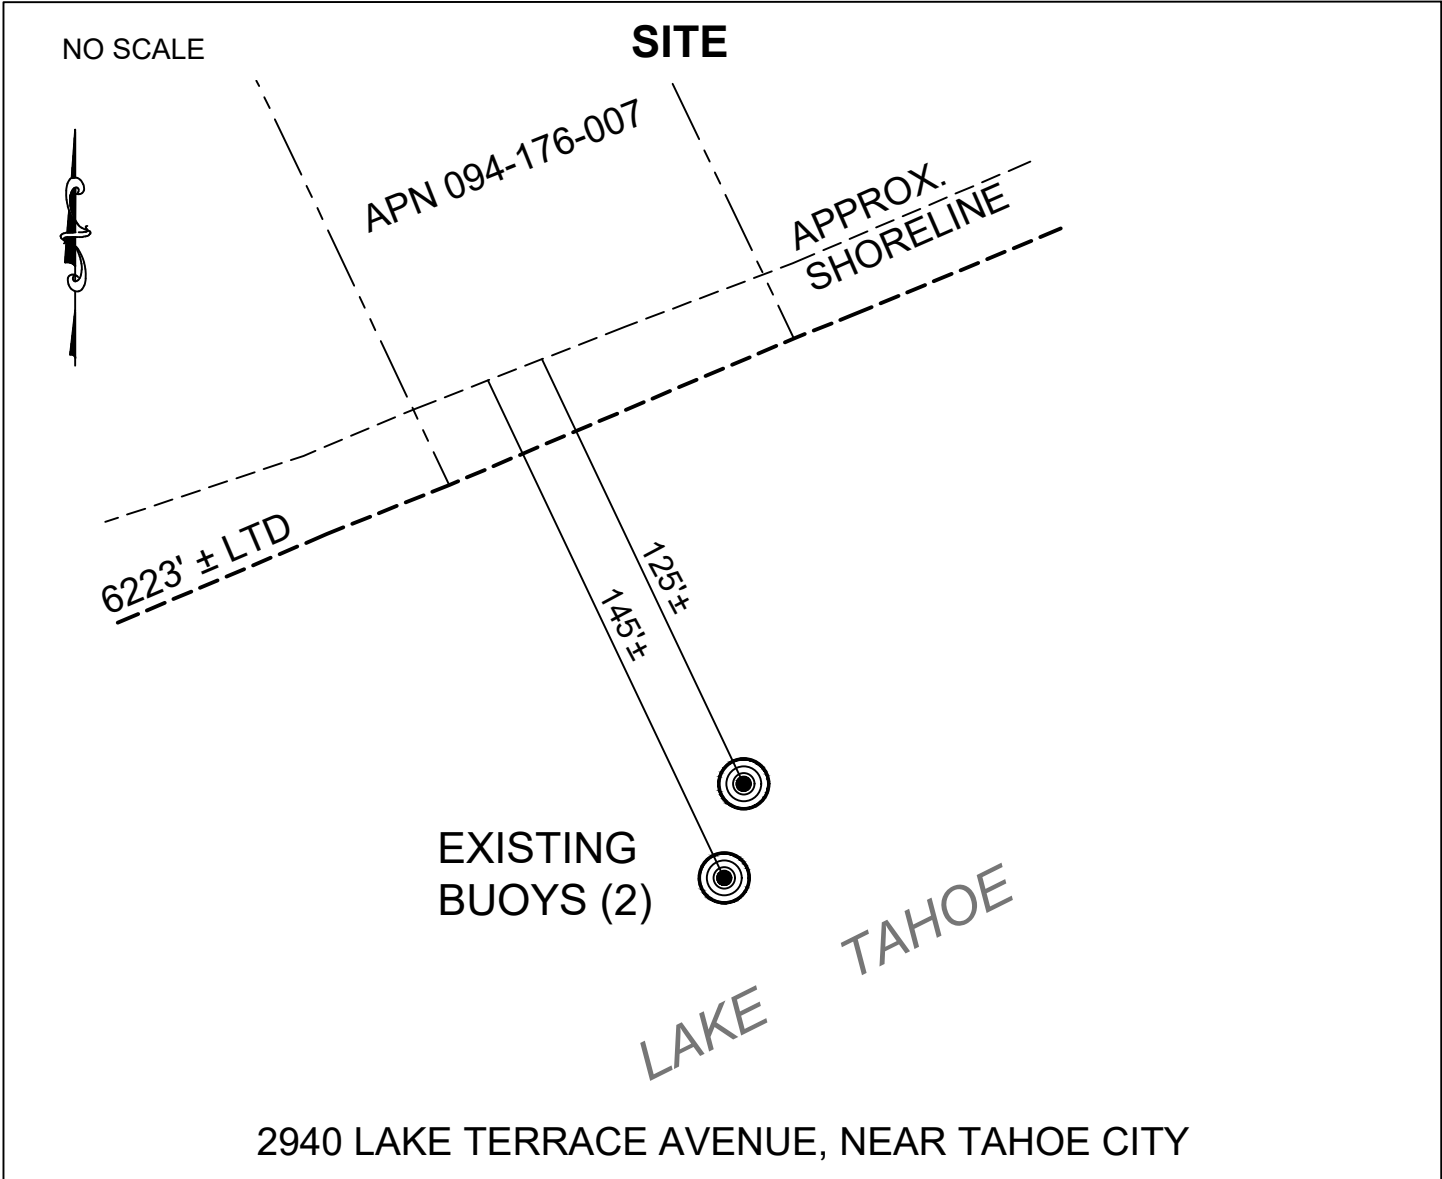 NO SCALE
SITE
APN 094-176-007
APPROX.
SHORELINE
6223' ± LTD
125'±
145'±
EXISTING
BUOYS (2)
LAKE TAHOE
2940 LAKE TERRACE AVENUE, NEAR TAHOE CITY